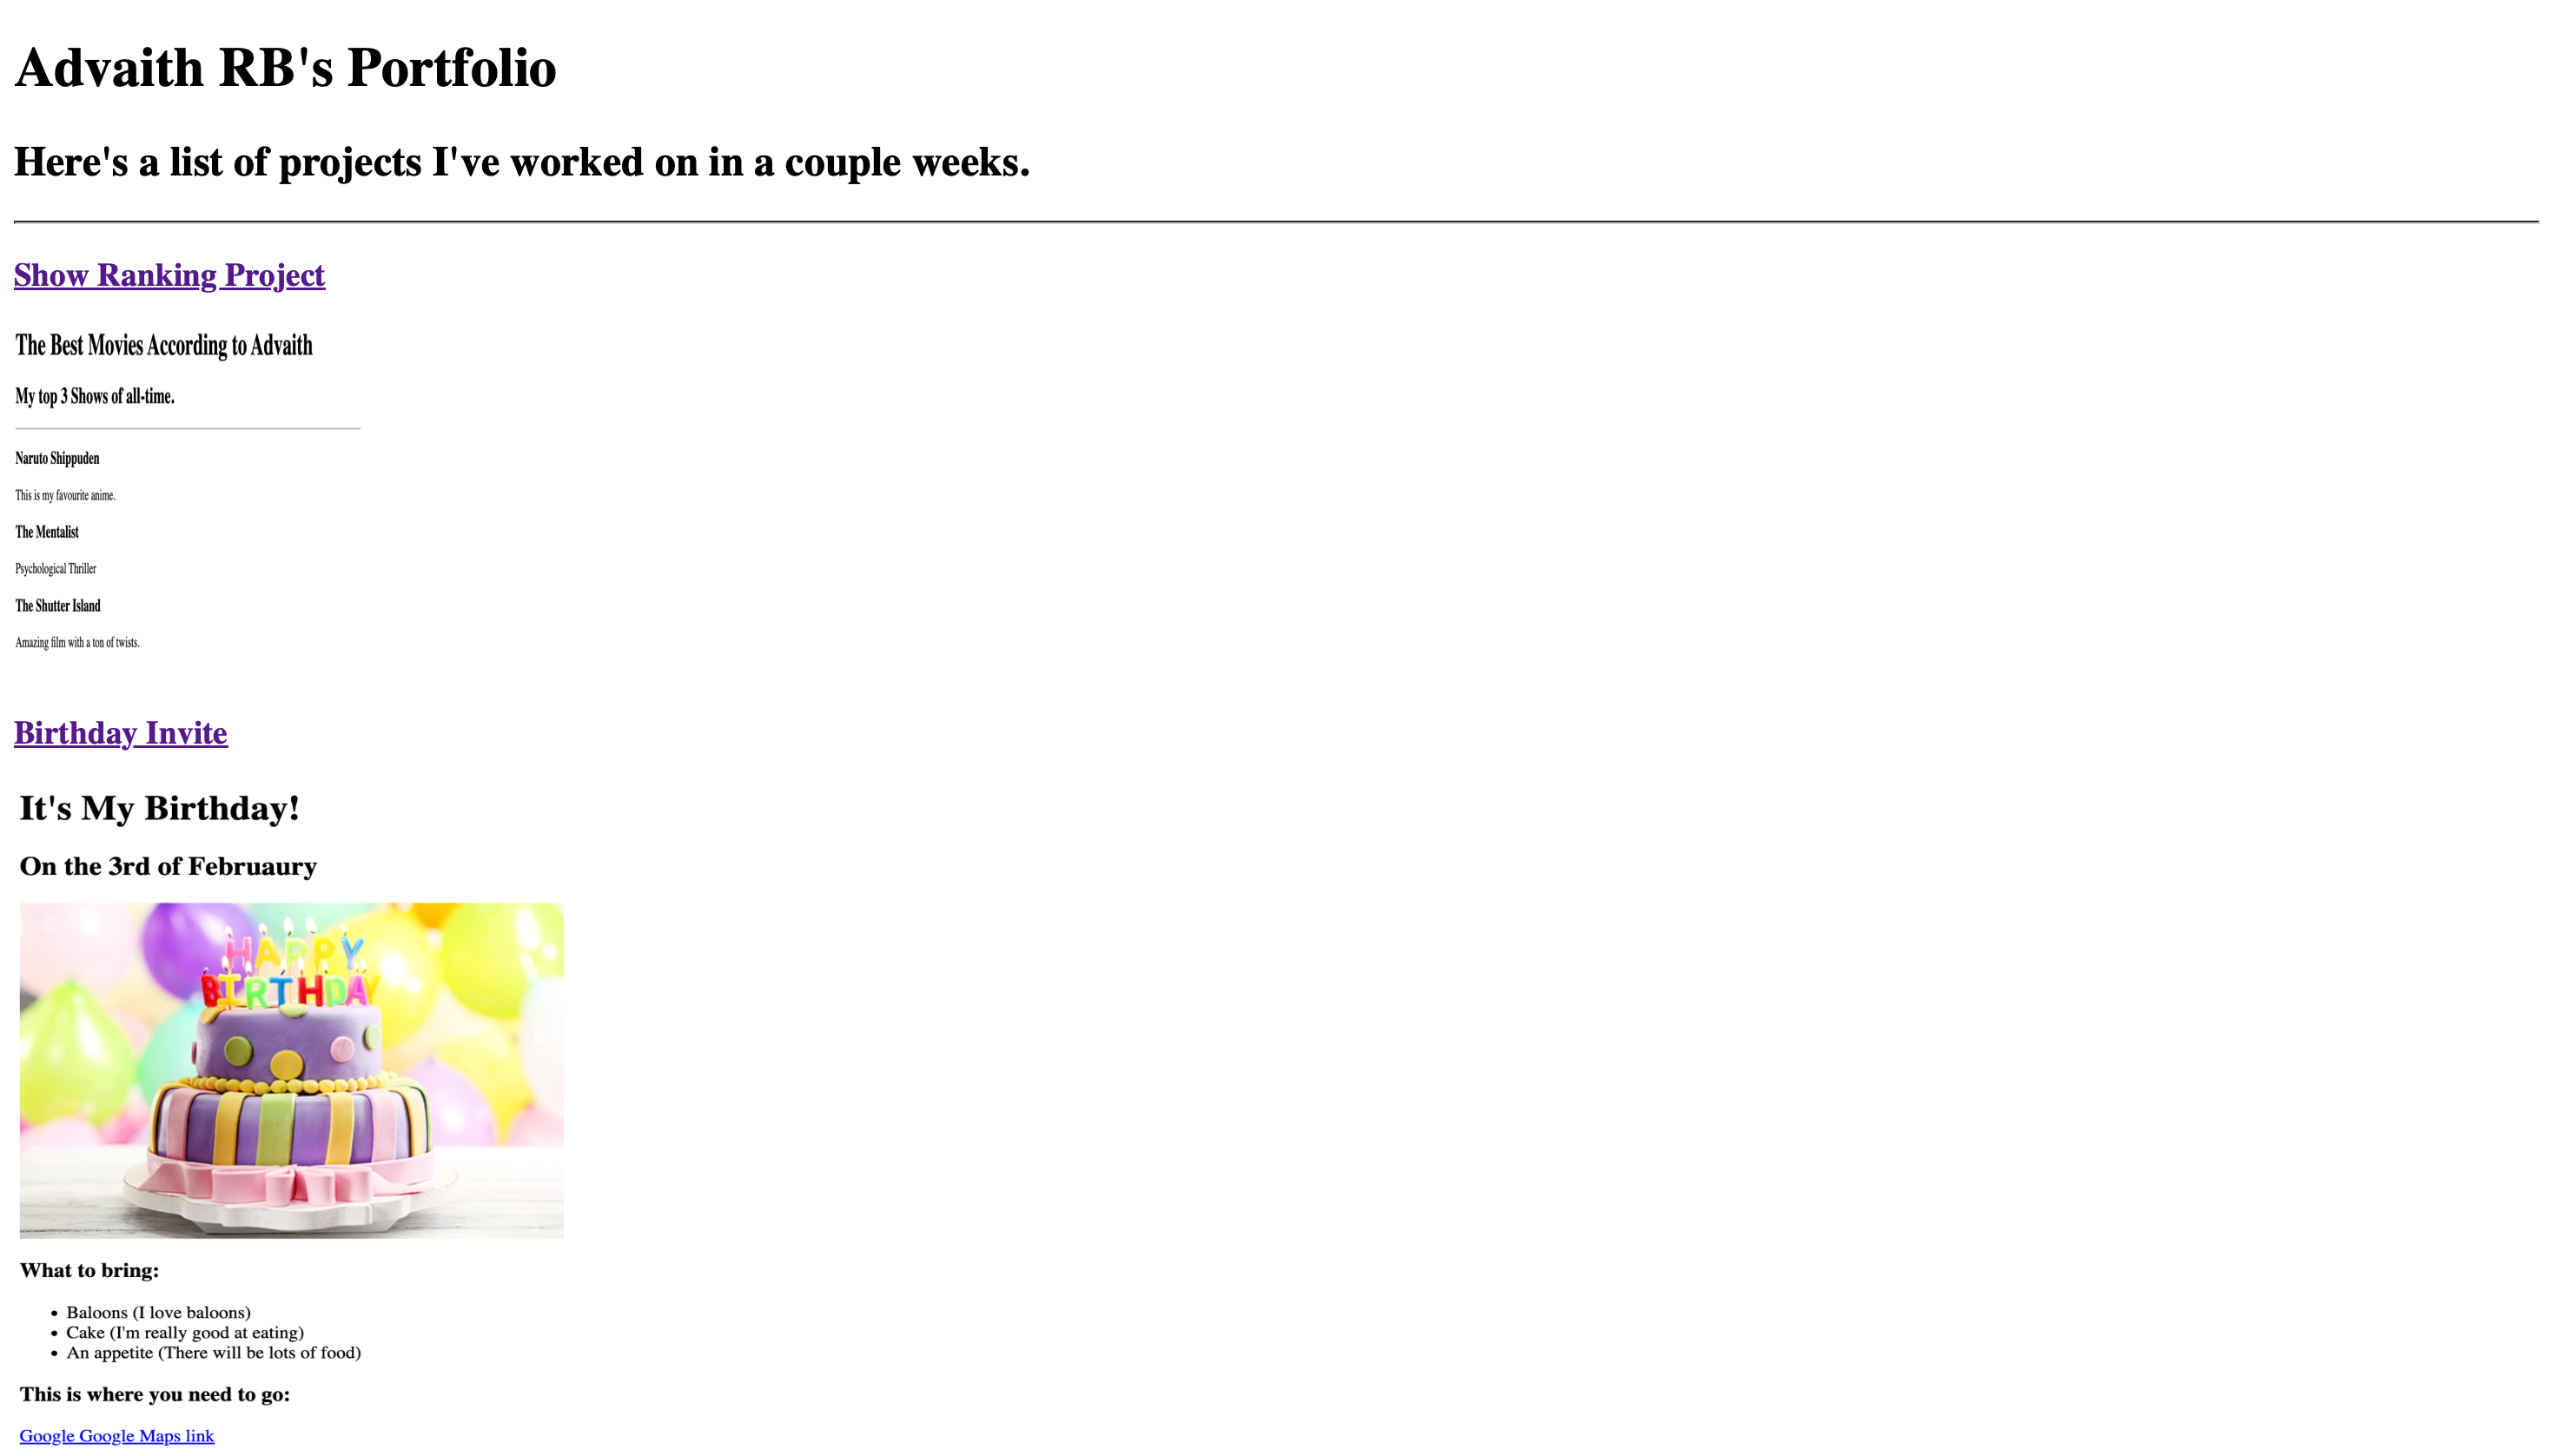 Advaith RB's Portfolio
Here's a list of projects I've worked on in a couple weeks.
Show Ranking Project
The Best Movies According to Advaith
My top 3 Shows of all-time.
Naruto Shippuden
This is my favourite anime.
The Mentalist
Psychological Thriller
The Shutter Island
Amazing film with a ton of twists.
Birthday Invite
It's My Birthday!
On the 3rd of Februaury
HAPPY
BIRTHDAY
What to bring:
• Baloons (I love baloons)
• Cake (I'm really good at eating)
• An appetite (There will be lots of food)
This is where you need to go:
Google Google Maps link